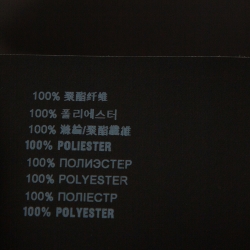 100% 聚酯纤维
100% 폴리에스터
100% 滌綸/聚酯纖維
100% POLIESTER
100% ПОЛИЭСТЕР
100% POLYESTER
100% ПОЛІЕСТР
100% POLYESTER